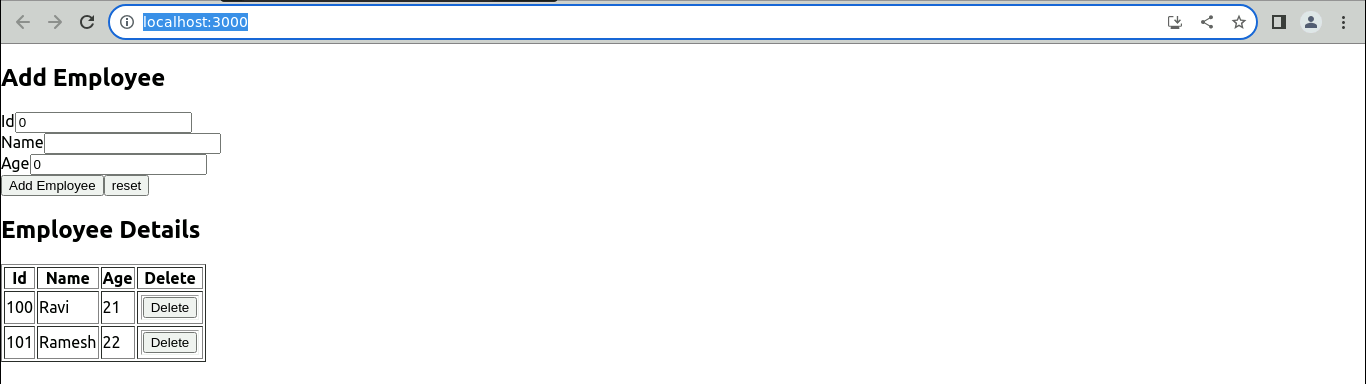 localhost:3000
Add Employee
Id 0
Name
Age 0
Add Employee reset
Employee Details
Id Name Age Delete
100 Ravi 21 Delete
101 Ramesh 22 Delete